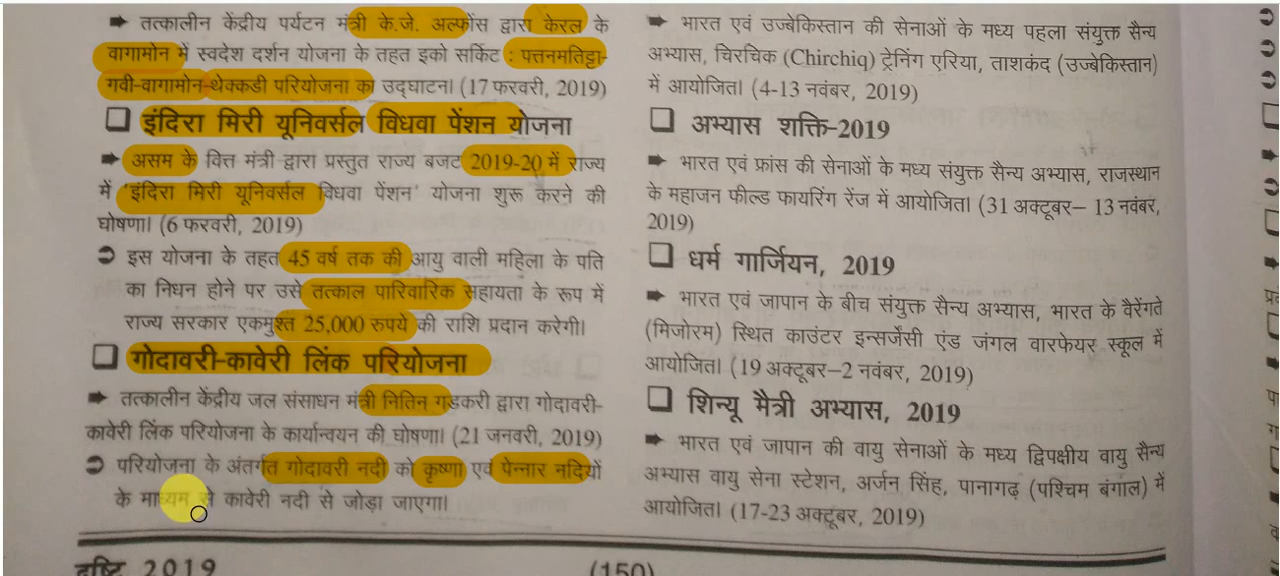 ➨ तत्कालीन केंद्रीय पर्यटन मंत्री के.जे. अल्फोंस द्वारा केरल के
वागामोन में स्वदेश दर्शन योजना के तहत इको सर्किट : पत्तनमतिट्टा-
गवी-वागामोन-थेक्कडी परियोजना का उद्घाटन। (17 फरवरी, 2019)
❑ इंदिरा मिरी यूनिवर्सल विधवा पेंशन योजना
➨ असम के वित्त मंत्री द्वारा प्रस्तुत राज्य बजट 2019-20 में राज्य
में 'इंदिरा मिरी यूनिवर्सल विधवा पेंशन' योजना शुरू करने की
घोषणा। (6 फरवरी, 2019)
➲ इस योजना के तहत 45 वर्ष तक की आयु वाली महिला के पति
का निधन होने पर उसे तत्काल पारिवारिक सहायता के रूप में
राज्य सरकार एकमुश्त 25,000 रुपये की राशि प्रदान करेगी।
❑ गोदावरी-कावेरी लिंक परियोजना
➨ तत्कालीन केंद्रीय जल संसाधन मंत्री नितिन गडकरी द्वारा गोदावरी-
कावेरी लिंक परियोजना के कार्यान्वयन की घोषणा। (21 जनवरी, 2019)
➲ परियोजना के अंतर्गत गोदावरी नदी को कृष्णा एवं पेन्नार नदियों
के माध्यम से कावेरी नदी से जोड़ा जाएगा।
दृष्टि 2019
(150)
➨ भारत एवं उज्बेकिस्तान की सेनाओं के मध्य पहला संयुक्त सैन्य
अभ्यास, चिरचिक (Chirchiq) ट्रेनिंग एरिया, ताशकंद (उज्बेकिस्तान)
में आयोजित। (4-13 नवंबर, 2019)
❑ अभ्यास शक्ति-2019
➨ भारत एवं फ्रांस की सेनाओं के मध्य संयुक्त सैन्य अभ्यास, राजस्थान
के महाजन फील्ड फायरिंग रेंज में आयोजित। (31 अक्टूबर– 13 नवंबर,
2019)
❑ धर्म गार्जियन, 2019
➨ भारत एवं जापान के बीच संयुक्त सैन्य अभ्यास, भारत के वैरेंगते
(मिजोरम) स्थित काउंटर इन्सर्जेंसी एंड जंगल वारफेयर स्कूल में
आयोजित। (19 अक्टूबर–2 नवंबर, 2019)
❑ शिन्यू मैत्री अभ्यास, 2019
➨ भारत एवं जापान की वायु सेनाओं के मध्य द्विपक्षीय वायु सैन्य
अभ्यास वायु सेना स्टेशन, अर्जन सिंह, पानागढ़ (पश्चिम बंगाल) में
आयोजित। (17-23 अक्टूबर, 2019)